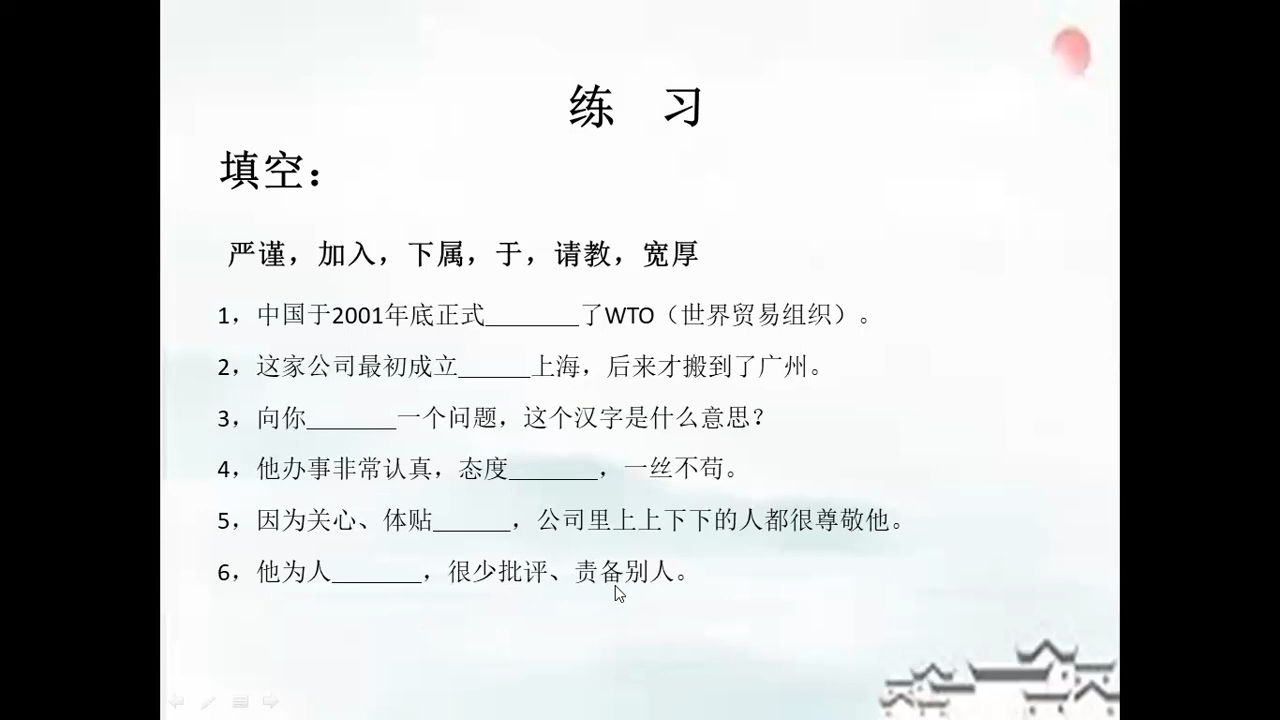 练 习
填空：
严谨，加入，下属，于，请教，宽厚
1，中国于2001年底正式_______了WTO（世界贸易组织）。
2，这家公司最初成立_____上海，后来才搬到了广州。
3，向你_______一个问题，这个汉字是什么意思？
4，他办事非常认真，态度_______，一丝不苟。
5，因为关心、体贴______，公司里上上下下的人都很尊敬他。
6，他为人_______，很少批评、责备别人。